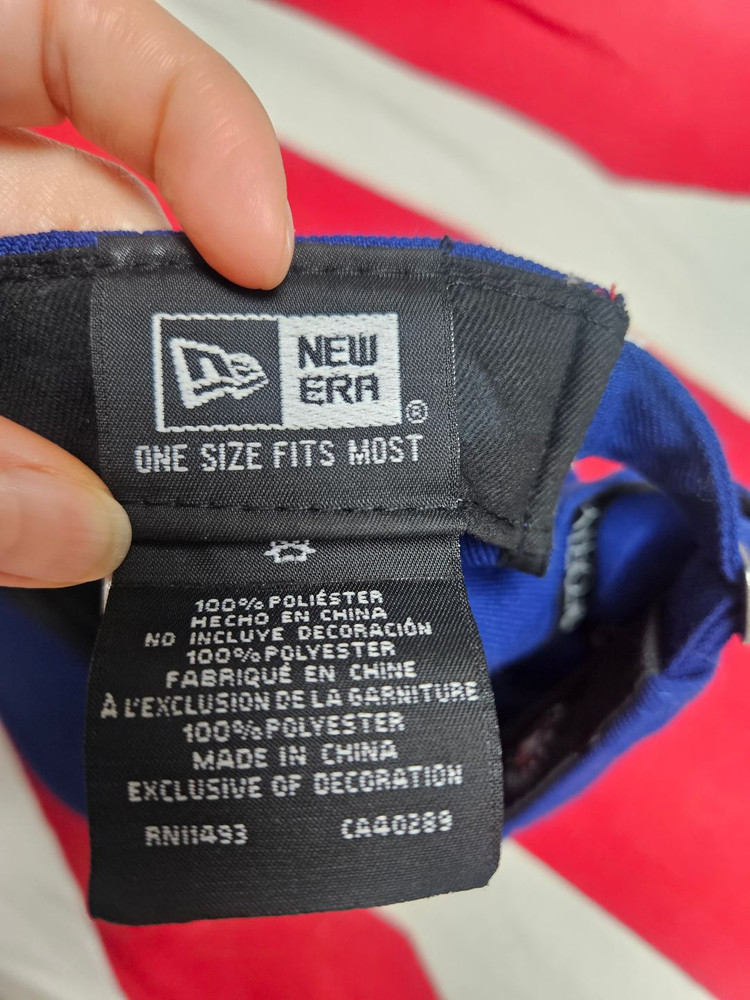 NEW
ERA
®
ONE SIZE FITS MOST
100% POLIÉSTER
HECHO EN CHINA
NO INCLUYE DECORACIÓN
100% POLYESTER
FABRIQUÉ EN CHINE
À L'EXCLUSION DE LA GARNITURE
100% POLYESTER
MADE IN CHINA
EXCLUSIVE OF DECORATION
RN11493 CA40289